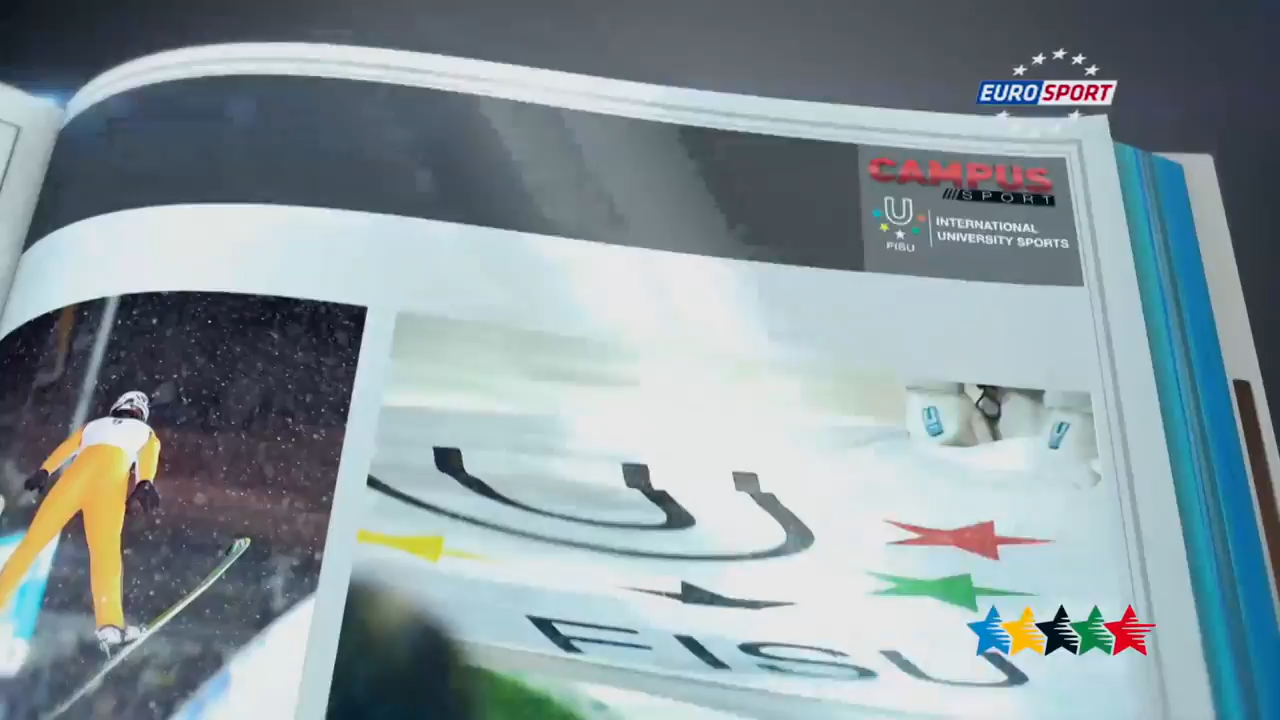 EUROSPORT
CAMPUS
///SPORT
U
FISU
INTERNATIONAL
UNIVERSITY SPORTS
U
FISU